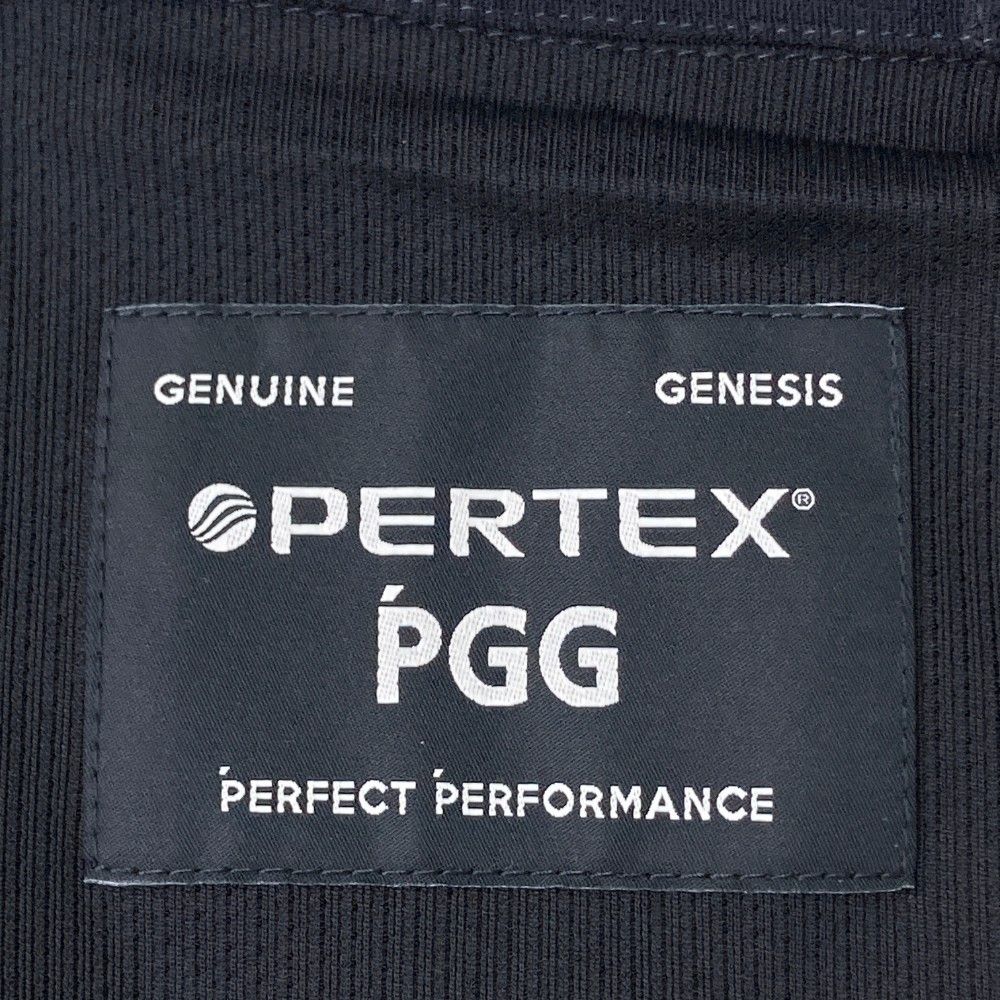 GENUINE GENESIS
PERTEX®
ṔGG
ṔERFECT ṔERFORMANCE